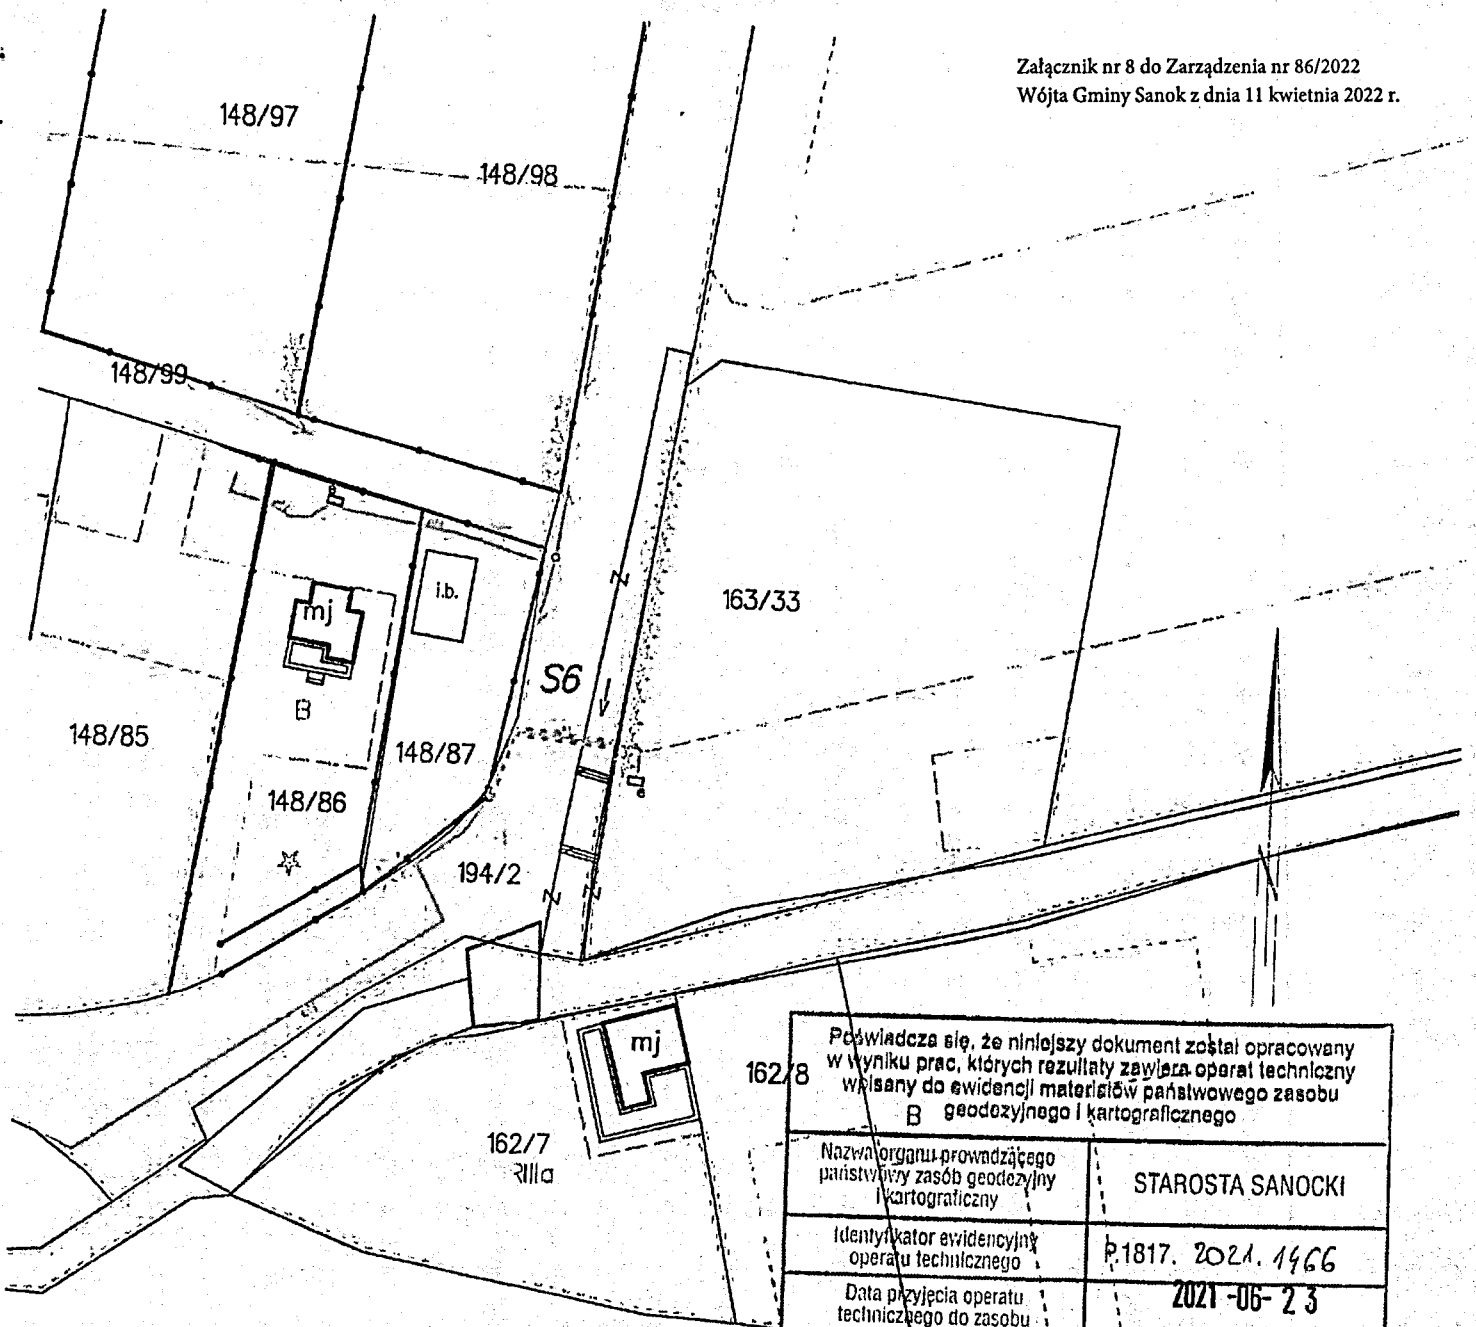 Załącznik nr 8 do Zarządzenia nr 86/2022
Wójta Gminy Sanok z dnia 11 kwietnia 2022 r.
148/97
148/98
148/99
i.b.
mj
163/33
S6
B
148/85
148/87
148/86
194/2
mj
162/8
162/7
RIIIa
Poświadcza się, że niniejszy dokument został opracowany
w wyniku prac, których rezultaty zawiera operat techniczny
wpisany do ewidencji materiałów państwowego zasobu
B geodezyjnego i kartograficznego
Nazwa organu prowadzącego
państwowy zasób geodezyjny
i kartograficzny
STAROSTA SANOCKI
Identyfikator ewidencyjny
operatu technicznego
P.1817. 2021. 1466
Data przyjęcia operatu
technicznego do zasobu
2021 -06- 23